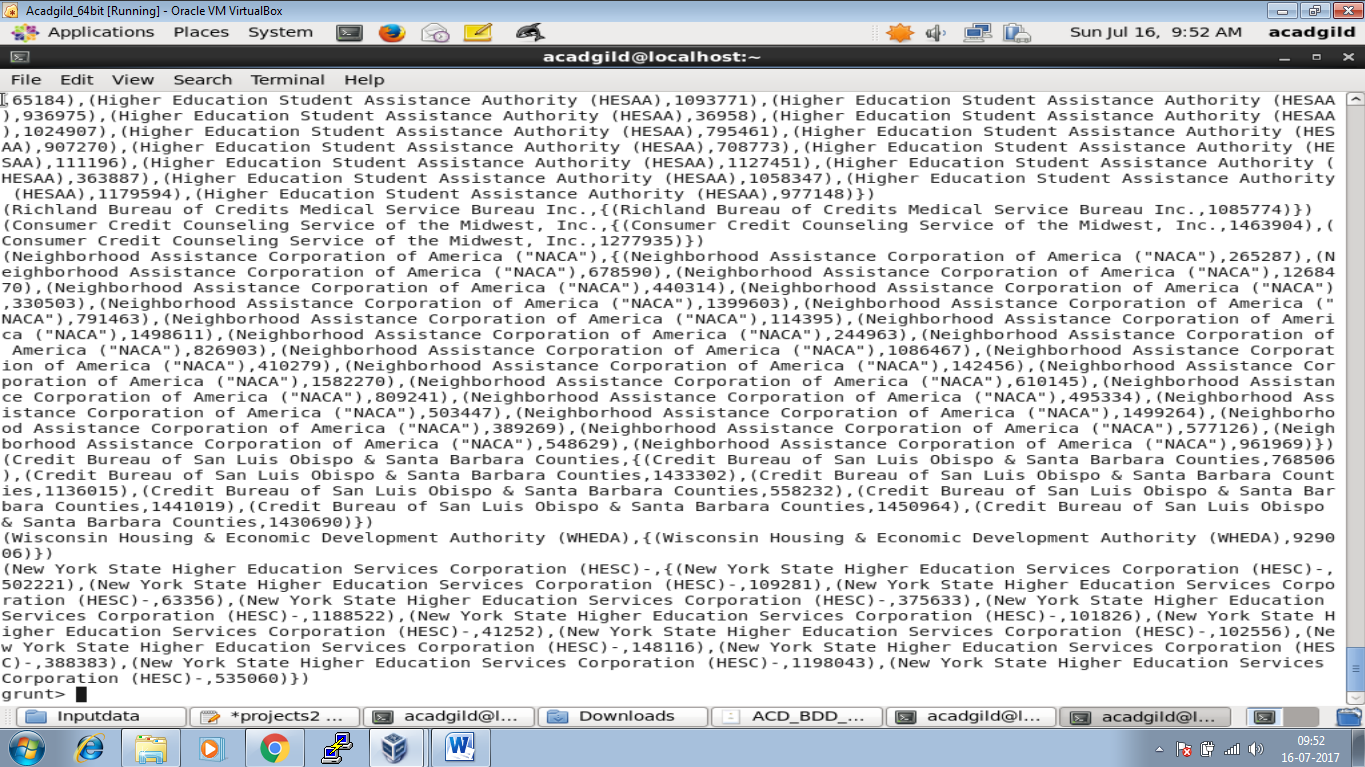 Acadgild_64bit [Running] - Oracle VM VirtualBox
Applications Places System Sun Jul 16, 9:52 AM acadgild
acadgild@localhost:~
File Edit View Search Terminal Help
,65184),(Higher Education Student Assistance Authority (HESAA),1093771),(Higher Education Student Assistance Authority (HESAA
),936975),(Higher Education Student Assistance Authority (HESAA),36958),(Higher Education Student Assistance Authority (HESAA
),1024907),(Higher Education Student Assistance Authority (HESAA),795461),(Higher Education Student Assistance Authority (HES
AA),907270),(Higher Education Student Assistance Authority (HESAA),708773),(Higher Education Student Assistance Authority (HE
SAA),111196),(Higher Education Student Assistance Authority (HESAA),1127451),(Higher Education Student Assistance Authority (
HESAA),363887),(Higher Education Student Assistance Authority (HESAA),1058347),(Higher Education Student Assistance Authority
 (HESAA),1179594),(Higher Education Student Assistance Authority (HESAA),977148)})
(Richland Bureau of Credits Medical Service Bureau Inc.,{(Richland Bureau of Credits Medical Service Bureau Inc.,1085774)})
(Consumer Credit Counseling Service of the Midwest, Inc.,{(Consumer Credit Counseling Service of the Midwest, Inc.,1463904),(
Consumer Credit Counseling Service of the Midwest, Inc.,1277935)})
(Neighborhood Assistance Corporation of America ("NACA"),{(Neighborhood Assistance Corporation of America ("NACA"),265287),(N
eighborhood Assistance Corporation of America ("NACA"),678590),(Neighborhood Assistance Corporation of America ("NACA"),12684
70),(Neighborhood Assistance Corporation of America ("NACA"),440314),(Neighborhood Assistance Corporation of America ("NACA")
,330503),(Neighborhood Assistance Corporation of America ("NACA"),1399603),(Neighborhood Assistance Corporation of America ("
NACA"),791463),(Neighborhood Assistance Corporation of America ("NACA"),114395),(Neighborhood Assistance Corporation of Ameri
ca ("NACA"),1498611),(Neighborhood Assistance Corporation of America ("NACA"),244963),(Neighborhood Assistance Corporation of
 America ("NACA"),826903),(Neighborhood Assistance Corporation of America ("NACA"),1086467),(Neighborhood Assistance Corporat
ion of America ("NACA"),410279),(Neighborhood Assistance Corporation of America ("NACA"),142456),(Neighborhood Assistance Cor
poration of America ("NACA"),1582270),(Neighborhood Assistance Corporation of America ("NACA"),610145),(Neighborhood Assistan
ce Corporation of America ("NACA"),809241),(Neighborhood Assistance Corporation of America ("NACA"),495334),(Neighborhood Ass
istance Corporation of America ("NACA"),503447),(Neighborhood Assistance Corporation of America ("NACA"),1499264),(Neighborho
od Assistance Corporation of America ("NACA"),389269),(Neighborhood Assistance Corporation of America ("NACA"),577126),(Neigh
borhood Assistance Corporation of America ("NACA"),548629),(Neighborhood Assistance Corporation of America ("NACA"),961969)})
(Credit Bureau of San Luis Obispo & Santa Barbara Counties,{(Credit Bureau of San Luis Obispo & Santa Barbara Counties,768506
),(Credit Bureau of San Luis Obispo & Santa Barbara Counties,1433302),(Credit Bureau of San Luis Obispo & Santa Barbara Count
ies,1136015),(Credit Bureau of San Luis Obispo & Santa Barbara Counties,558232),(Credit Bureau of San Luis Obispo & Santa Bar
bara Counties,1441019),(Credit Bureau of San Luis Obispo & Santa Barbara Counties,1450964),(Credit Bureau of San Luis Obispo
& Santa Barbara Counties,1430690)})
(Wisconsin Housing & Economic Development Authority (WHEDA),{(Wisconsin Housing & Economic Development Authority (WHEDA),9290
06)})
(New York State Higher Education Services Corporation (HESC)-,{(New York State Higher Education Services Corporation (HESC)-,
502221),(New York State Higher Education Services Corporation (HESC)-,109281),(New York State Higher Education Services Corpo
ration (HESC)-,63356),(New York State Higher Education Services Corporation (HESC)-,375633),(New York State Higher Education
Services Corporation (HESC)-,1188522),(New York State Higher Education Services Corporation (HESC)-,101826),(New York State H
igher Education Services Corporation (HESC)-,41252),(New York State Higher Education Services Corporation (HESC)-,102556),(Ne
w York State Higher Education Services Corporation (HESC)-,148116),(New York State Higher Education Services Corporation (HES
C)-,388383),(New York State Higher Education Services Corporation (HESC)-,1198043),(New York State Higher Education Services
Corporation (HESC)-,535060)})
grunt>
Inputdata *projects2 ... acadgild@l... Downloads ACD_BDD_... acadgild@l... acadgild@l...
09:52
16-07-2017